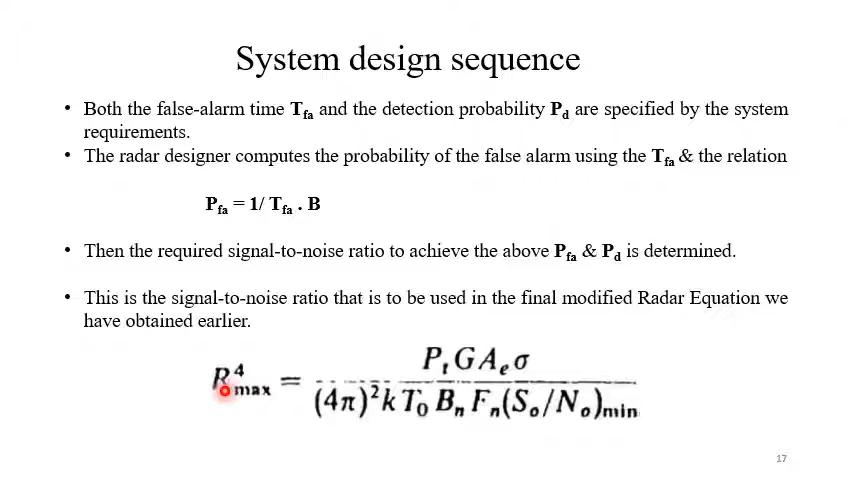 System design sequence
• Both the false-alarm time Tfa and the detection probability Pd are specified by the system
requirements.
• The radar designer computes the probability of the false alarm using the Tfa & the relation
Pfa = 1/ Tfa . B
• Then the required signal-to-noise ratio to achieve the above Pfa & Pd is determined.
• This is the signal-to-noise ratio that is to be used in the final modified Radar Equation we
have obtained earlier.
R⁴max = PtGAeσ / (4π)²kT₀BnFn(So/No)min
17